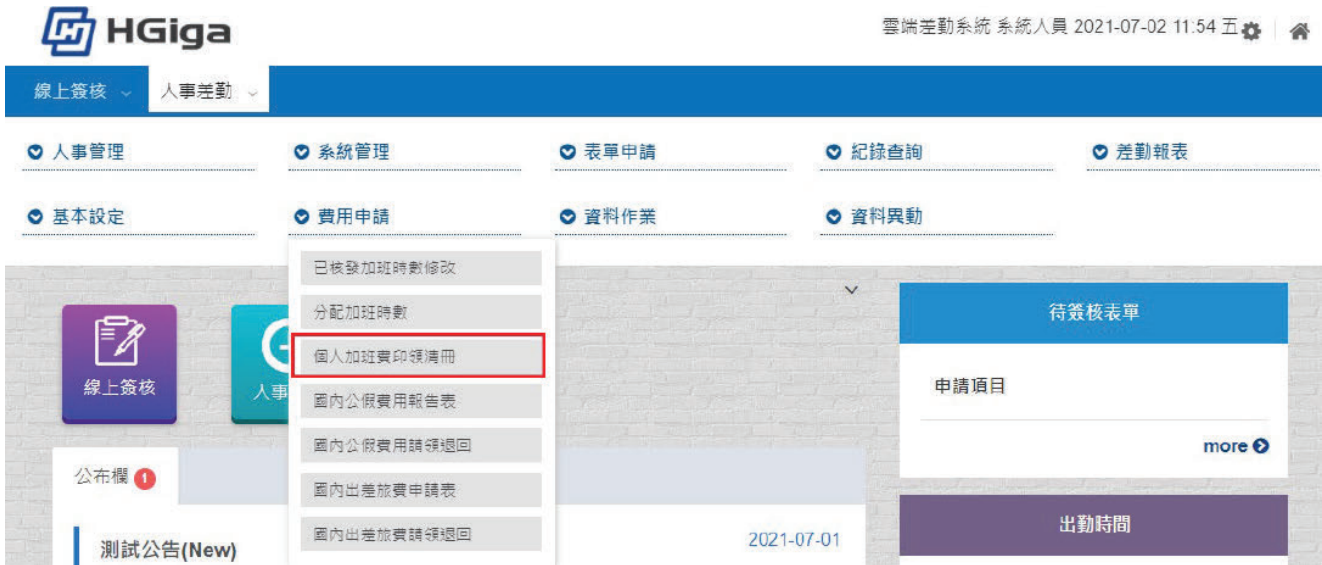 HGiga
雲端差勤系統 系統人員 2021-07-02 11:54 五
線上簽核 人事差勤
人事管理 系統管理 表單申請 紀錄查詢 差勤報表
基本設定 費用申請 資料作業 資料異動
已核發加班時數修改
分配加班時數
個人加班費印領清冊
國內公假費用報告表
國內公假費用請領退回
國內出差旅費申請表
國內出差旅費請領退回
線上簽核
人事
公布欄 1
測試公告(New)
2021-07-01
待簽核表單
申請項目
more
出勤時間